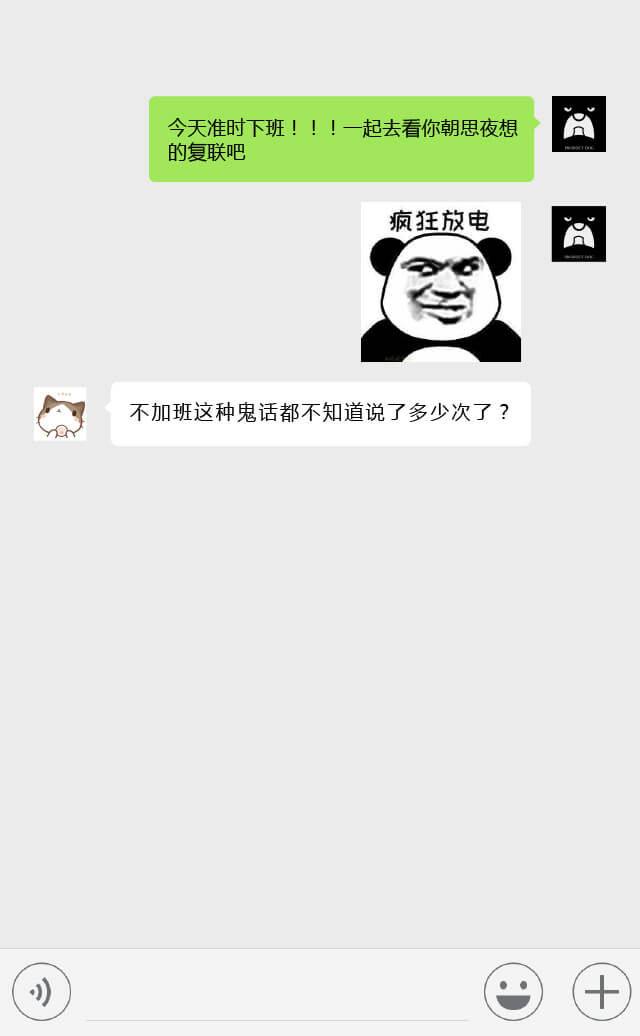 今天准时下班！！！一起去看你朝思夜想
的复联吧
疯狂放电
不加班这种鬼话都不知道说了多少次了？